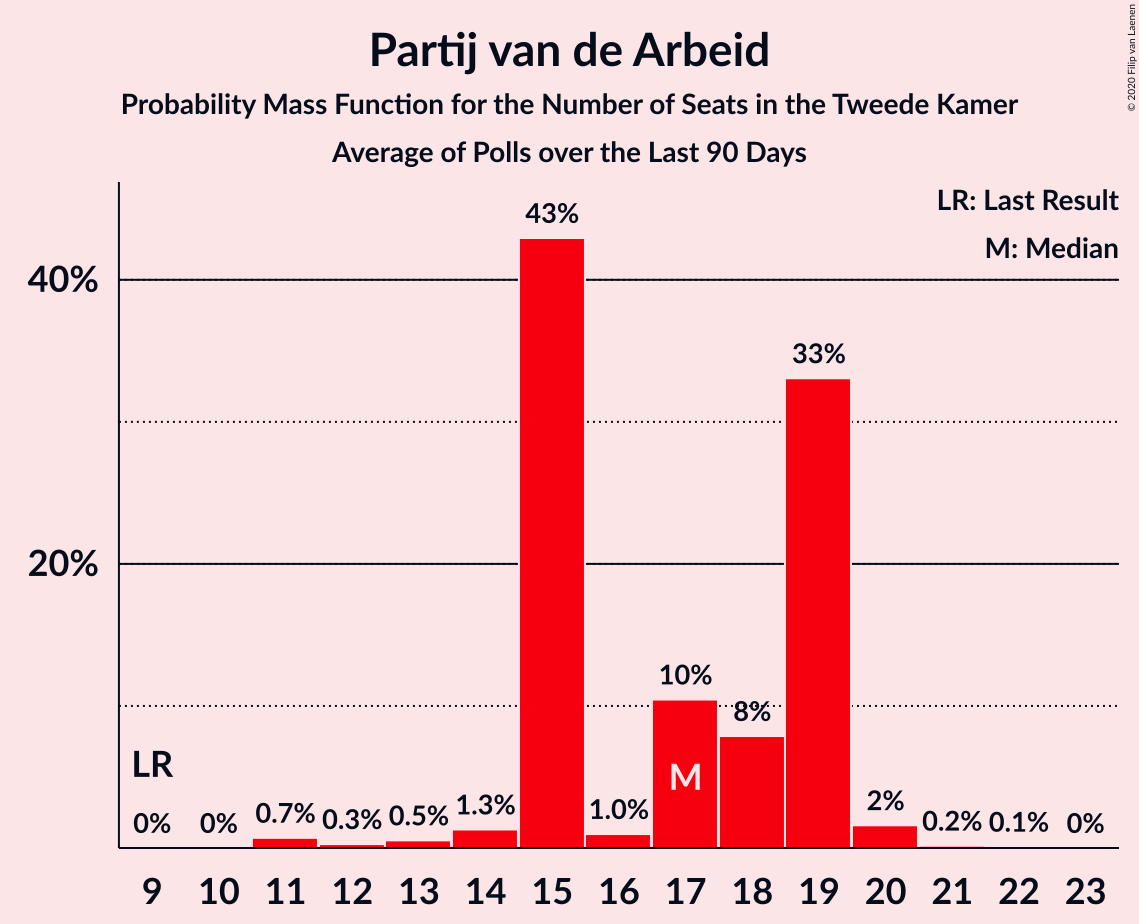 Partij van de Arbeid
Probability Mass Function for the Number of Seats in the Tweede Kamer
Average of Polls over the Last 90 Days
© 2020 Filip van Laenen
LR: Last Result
M: Median
43%
40%
33%
20%
10%
8%
M
LR
0% 0% 0.7% 0.3% 0.5% 1.3% 1.0% 2% 0.2% 0.1% 0%
9 10 11 12 13 14 15 16 17 18 19 20 21 22 23